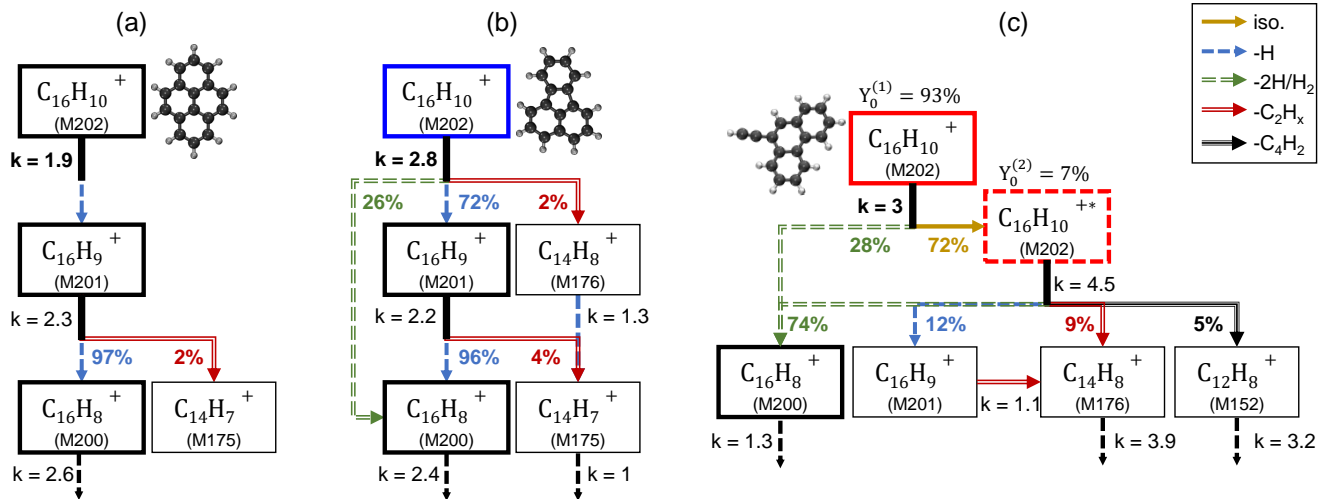 (a)
C₁₆H₁₀⁺
(M202)
k = 1.9
C₁₆H₉⁺
(M201)
k = 2.3
97%
2%
C₁₆H₈⁺
(M200)
C₁₄H₇⁺
(M175)
k = 2.6
(b)
C₁₆H₁₀⁺
(M202)
k = 2.8
26%
72%
2%
C₁₆H₉⁺
(M201)
C₁₄H₈⁺
(M176)
k = 2.2
k = 1.3
96%
4%
C₁₆H₈⁺
(M200)
C₁₄H₇⁺
(M175)
k = 2.4
k = 1
(c)
Y₀⁽¹⁾ = 93%
C₁₆H₁₀⁺
(M202)
Y₀⁽²⁾ = 7%
k = 3
C₁₆H₁₀⁺*
(M202)
28%
72%
k = 4.5
74%
12%
9%
5%
C₁₆H₈⁺
(M200)
C₁₆H₉⁺
(M201)
C₁₄H₈⁺
(M176)
C₁₂H₈⁺
(M152)
k = 1.1
k = 1.3
k = 3.9
k = 3.2
iso.
-H
-2H/H₂
-C₂Hₓ
-C₄H₂